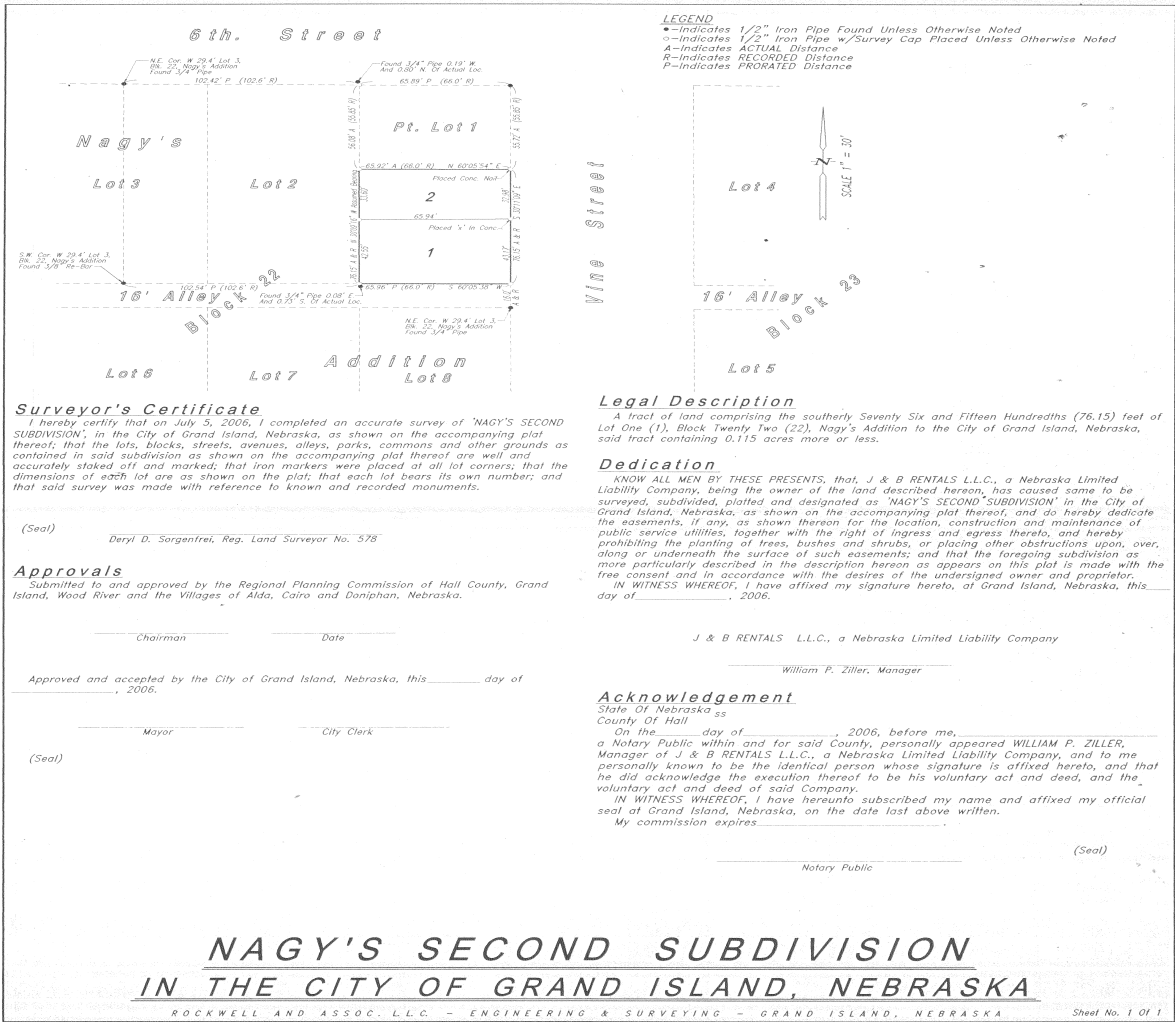 6th. Street
LEGEND
●-Indicates 1/2" Iron Pipe Found Unless Otherwise Noted
○-Indicates 1/2" Iron Pipe w/Survey Cap Placed Unless Otherwise Noted
A-Indicates ACTUAL Distance
R-Indicates RECORDED Distance
P-Indicates PRORATED Distance
N.E. Cor. W 29.4' Lot 3,
Blk. 22, Nagy's Addition
Found 3/4" Pipe
102.42' P (102.6' R)
Found 3/4" Pipe 0.19' W.
And 0.80' N. Of Actual Loc.
65.89' P (66.0' R)
56.08' A (55.85' R)
55.22' A (55.85' R)
Pt. Lot 1
Nagy's
Lot 3
Lot 2
65.92' A (66.0' R) N 60°05'54" E
Placed Conc. Nail
2
33.60'
65.94'
Placed 'x' In Conc.
1
42.55'
76.15' A & R
76.15' A & R
65.96' P (66.0' R) S 60°05'38" W
A & R
S.W. Cor. W 29.4' Lot 3,
Blk. 22, Nagy's Addition
Found 3/8" Re-Bar
102.54' P (102.6' R)
16' Alley
Block 22
Found 3/4" Pipe 0.08' E.
And 0.73' S. Of Actual Loc.
N.E. Cor. W 29.4' Lot 3,
Blk. 22, Nagy's Addition
Found 3/4" Pipe
Addition
Lot 6
Lot 7
Lot 8
Vine Street
N
SCALE 1" = 30'
Lot 4
16' Alley
Block 23
Lot 5
Surveyor's Certificate
I hereby certify that on July 5, 2006, I completed an accurate survey of 'NAGY'S SECOND
SUBDIVISION', in the City of Grand Island, Nebraska, as shown on the accompanying plat
thereof; that the lots, blocks, streets, avenues, alleys, parks, commons and other grounds as
contained in said subdivision as shown on the accompanying plat thereof are well and
accurately staked off and marked; that iron markers were placed at all lot corners; that the
dimensions of each lot are as shown on the plat; that each lot bears its own number; and
that said survey was made with reference to known and recorded monuments.
(Seal)
Deryl D. Sorgenfrei, Reg. Land Surveyor No. 578
Approvals
Submitted to and approved by the Regional Planning Commission of Hall County, Grand
Island, Wood River and the Villages of Alda, Cairo and Doniphan, Nebraska.
Chairman Date
Approved and accepted by the City of Grand Island, Nebraska, this________ day of
______________, 2006.
Mayor City Clerk
(Seal)
Legal Description
A tract of land comprising the southerly Seventy Six and Fifteen Hundredths (76.15) feet of
Lot One (1), Block Twenty Two (22), Nagy's Addition to the City of Grand Island, Nebraska,
said tract containing 0.115 acres more or less.
Dedication
KNOW ALL MEN BY THESE PRESENTS, that, J & B RENTALS L.L.C., a Nebraska Limited
Liability Company, being the owner of the land described hereon, has caused same to be
surveyed, subdivided, platted and designated as 'NAGY'S SECOND SUBDIVISION' in the City of
Grand Island, Nebraska, as shown on the accompanying plat thereof, and do hereby dedicate
the easements, if any, as shown thereon for the location, construction and maintenance of
public service utilities, together with the right of ingress and egress thereto, and hereby
prohibiting the planting of trees, bushes and shrubs, or placing other obstructions upon, over,
along or underneath the surface of such easements; and that the foregoing subdivision as
more particularly described in the description hereon as appears on this plat is made with the
free consent and in accordance with the desires of the undersigned owner and proprietor.
IN WITNESS WHEREOF, I have affixed my signature hereto, at Grand Island, Nebraska, this____
day of______________, 2006.
J & B RENTALS L.L.C., a Nebraska Limited Liability Company
William P. Ziller, Manager
Acknowledgement
State Of Nebraska ss
County Of Hall
On the________day of______________, 2006, before me,______________________
a Notary Public within and for said County, personally appeared WILLIAM P. ZILLER,
Manager of J & B RENTALS L.L.C., a Nebraska Limited Liability Company, and to me
personally known to be the identical person whose signature is affixed hereto, and that
he did acknowledge the execution thereof to be his voluntary act and deed, and the
voluntary act and deed of said Company.
IN WITNESS WHEREOF, I have hereunto subscribed my name and affixed my official
seal at Grand Island, Nebraska, on the date last above written.
My commission expires____________________.
(Seal)
Notary Public
NAGY'S SECOND SUBDIVISION
IN THE CITY OF GRAND ISLAND, NEBRASKA
ROCKWELL AND ASSOC. L.L.C. - ENGINEERING & SURVEYING - GRAND ISLAND, NEBRASKA
Sheet No. 1 Of 1